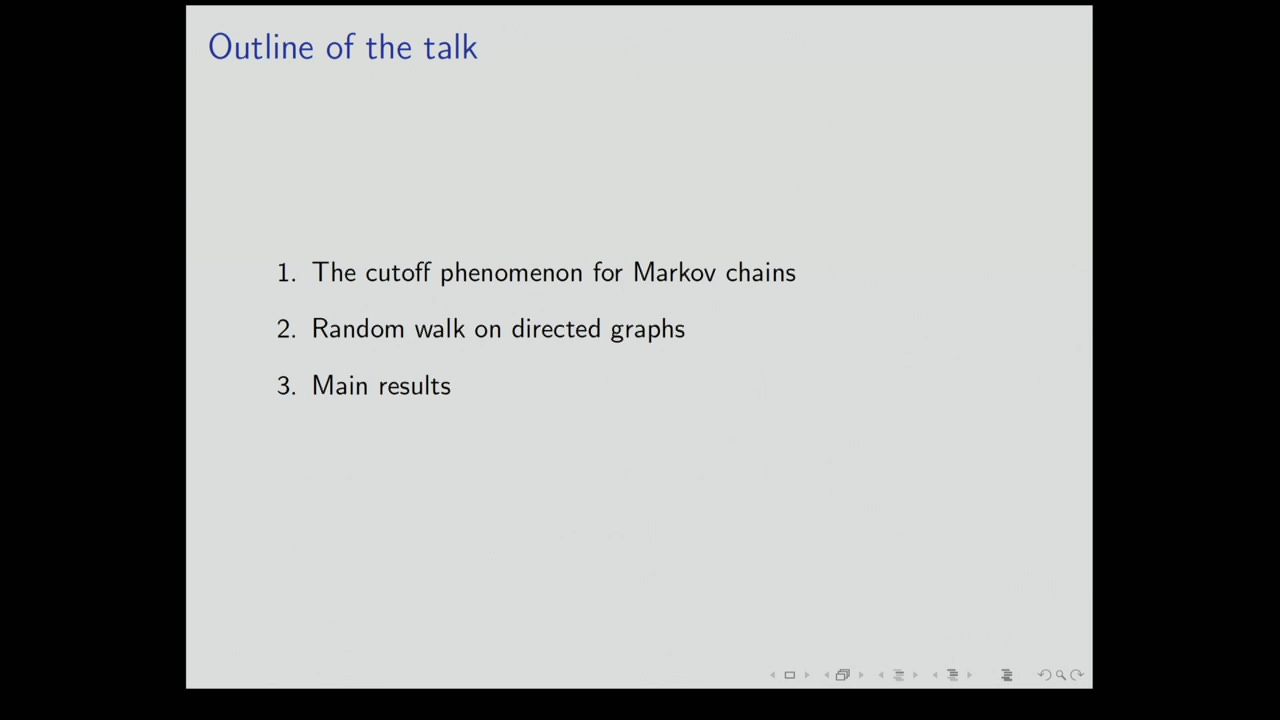 Outline of the talk
1. The cutoff phenomenon for Markov chains
2. Random walk on directed graphs
3. Main results